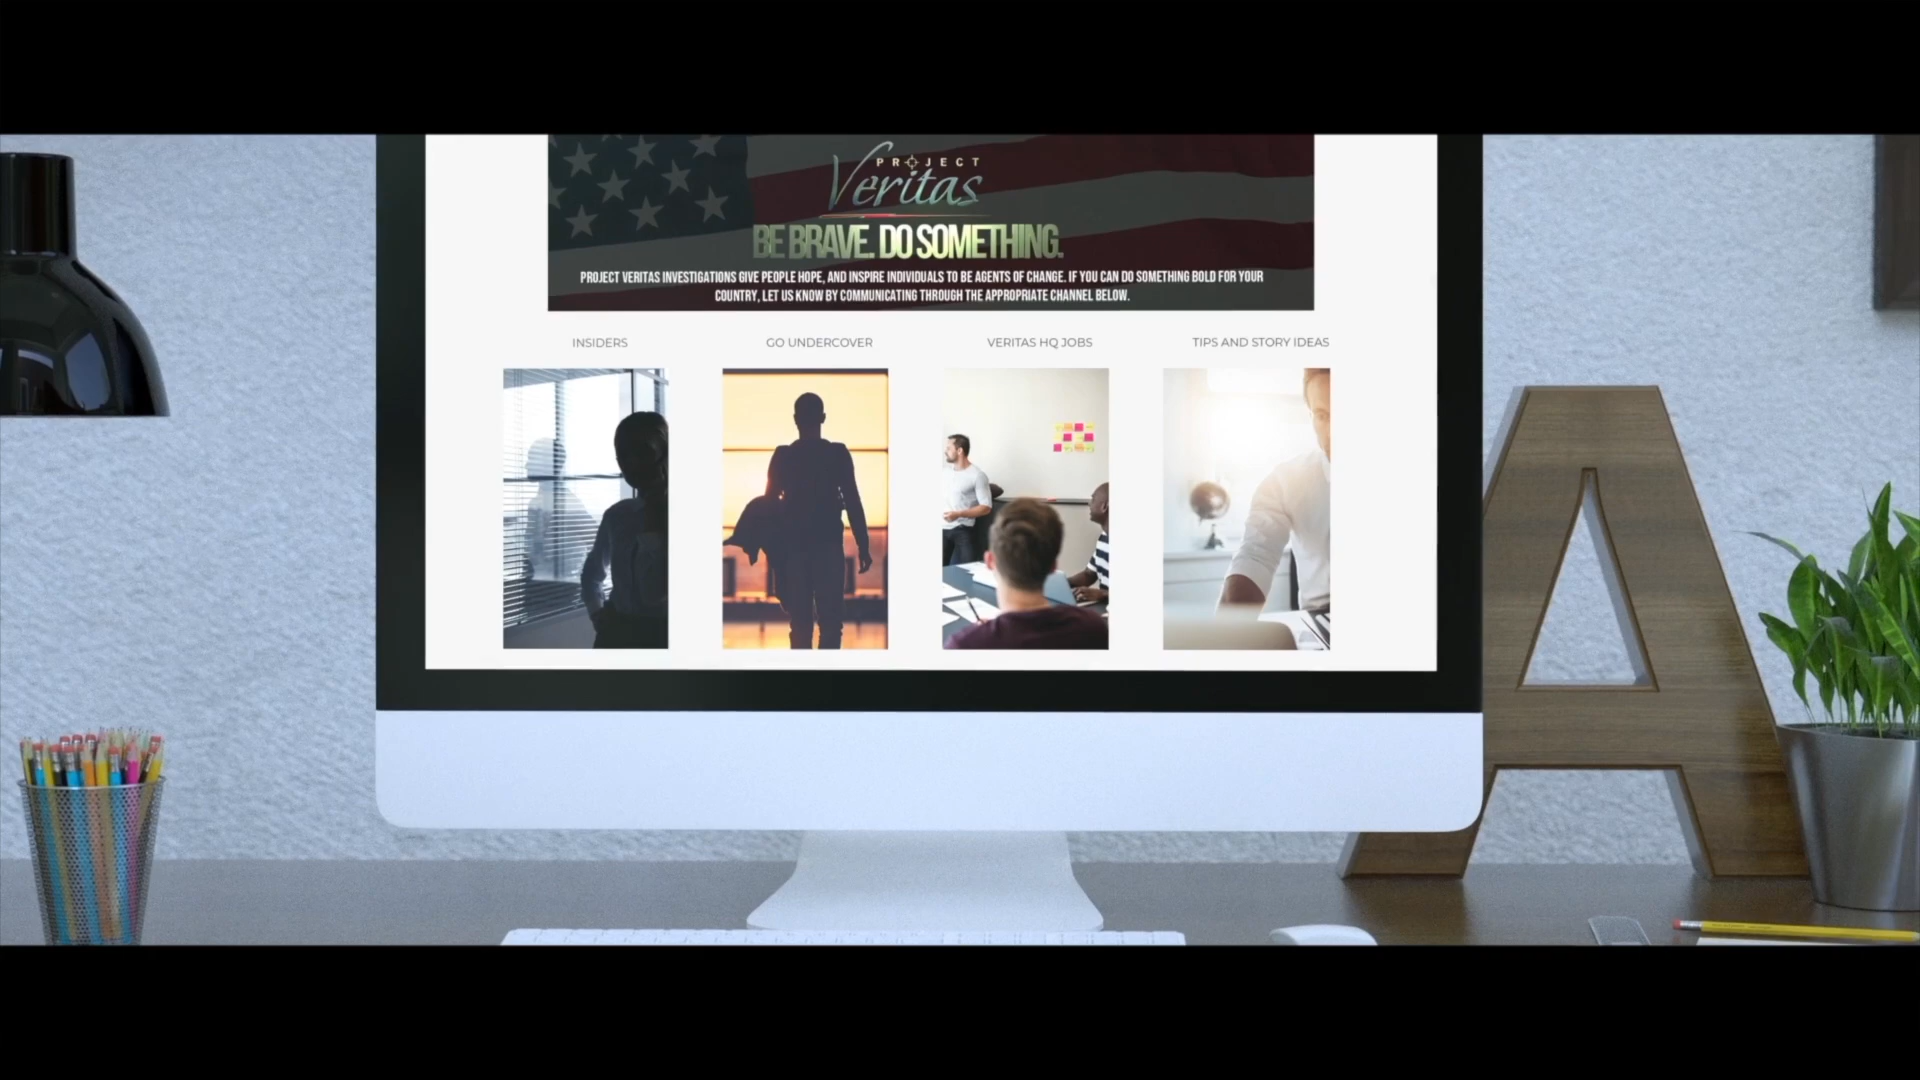 PROJECT
Veritas
BE BRAVE. DO SOMETHING.
PROJECT VERITAS INVESTIGATIONS GIVE PEOPLE HOPE, AND INSPIRE INDIVIDUALS TO BE AGENTS OF CHANGE. IF YOU CAN DO SOMETHING BOLD FOR YOUR
COUNTRY, LET US KNOW BY COMMUNICATING THROUGH THE APPROPRIATE CHANNEL BELOW.
INSIDERS
GO UNDERCOVER
VERITAS HQ JOBS
TIPS AND STORY IDEAS
A